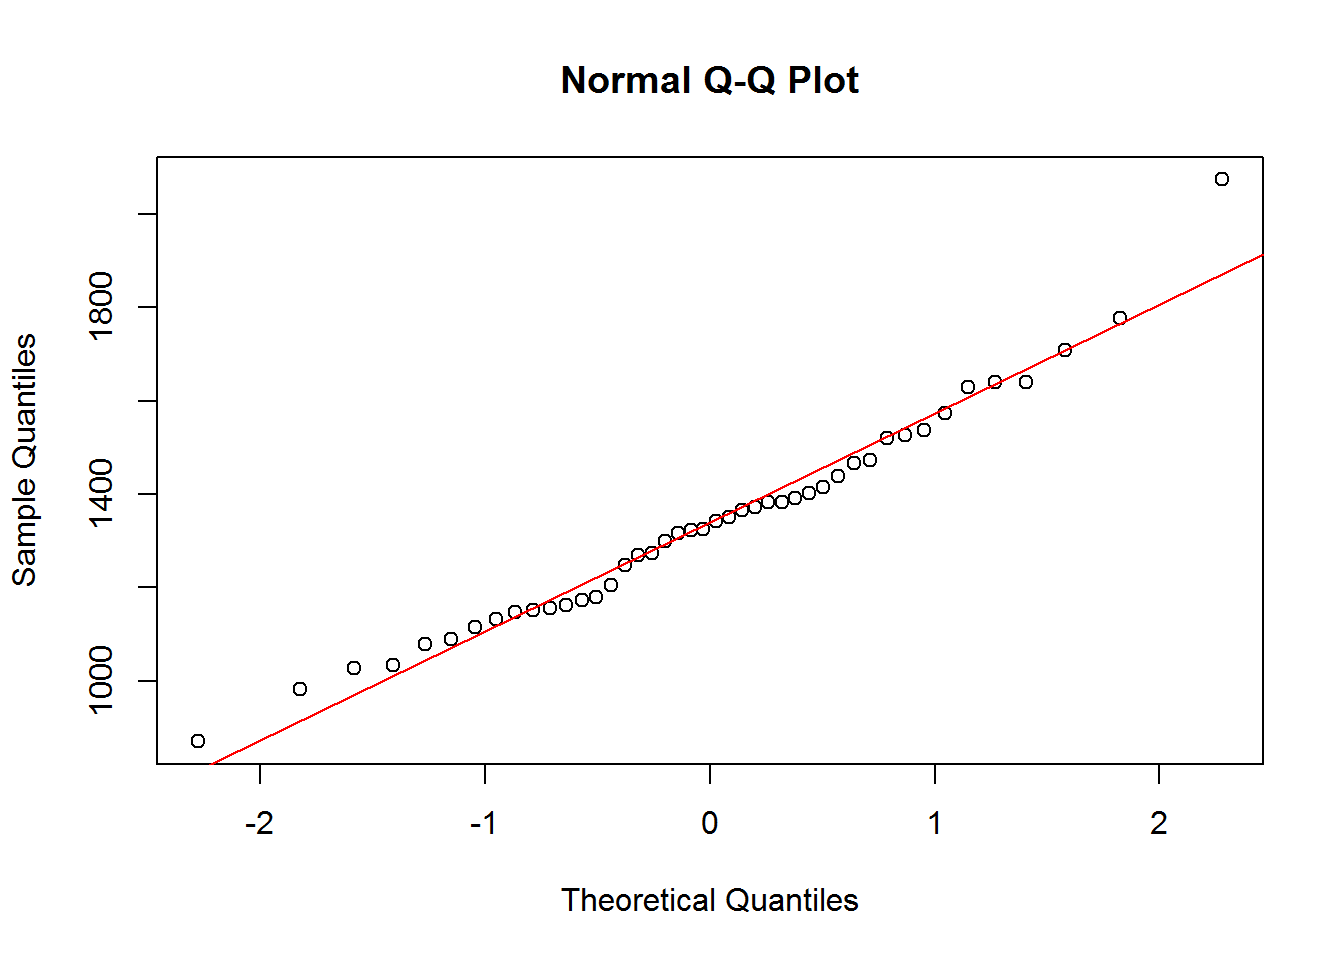 Normal Q-Q Plot
Sample Quantiles
1800
1400
1000
-2 -1 0 1 2
Theoretical Quantiles